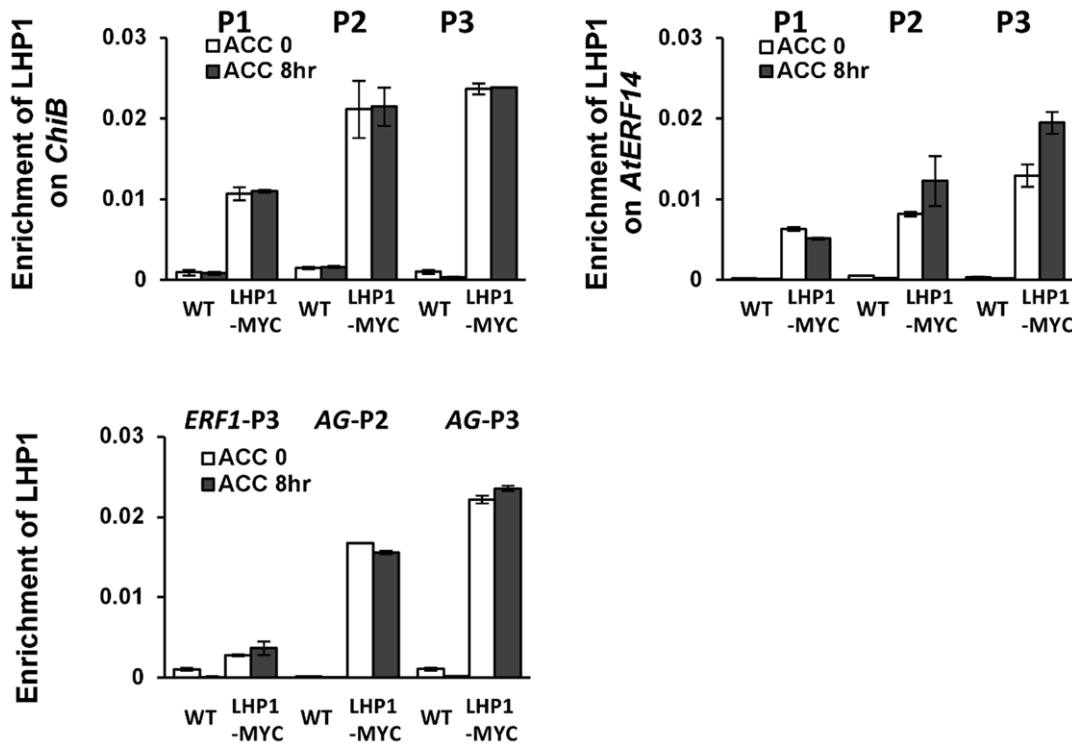 P1 P2 P3
0.03
ACC 0
ACC 8hr
0.02
0.01
0
Enrichment of LHP1
on ChiB
WT LHP1 WT LHP1 WT LHP1
-MYC -MYC -MYC
P1 P2 P3
0.03
ACC 0
ACC 8hr
0.02
0.01
0
Enrichment of LHP1
on AtERF14
WT LHP1 WT LHP1 WT LHP1
-MYC -MYC -MYC
ERF1-P3 AG-P2 AG-P3
0.03
ACC 0
ACC 8hr
0.02
0.01
0
Enrichment of LHP1
WT LHP1 WT LHP1 WT LHP1
-MYC -MYC -MYC